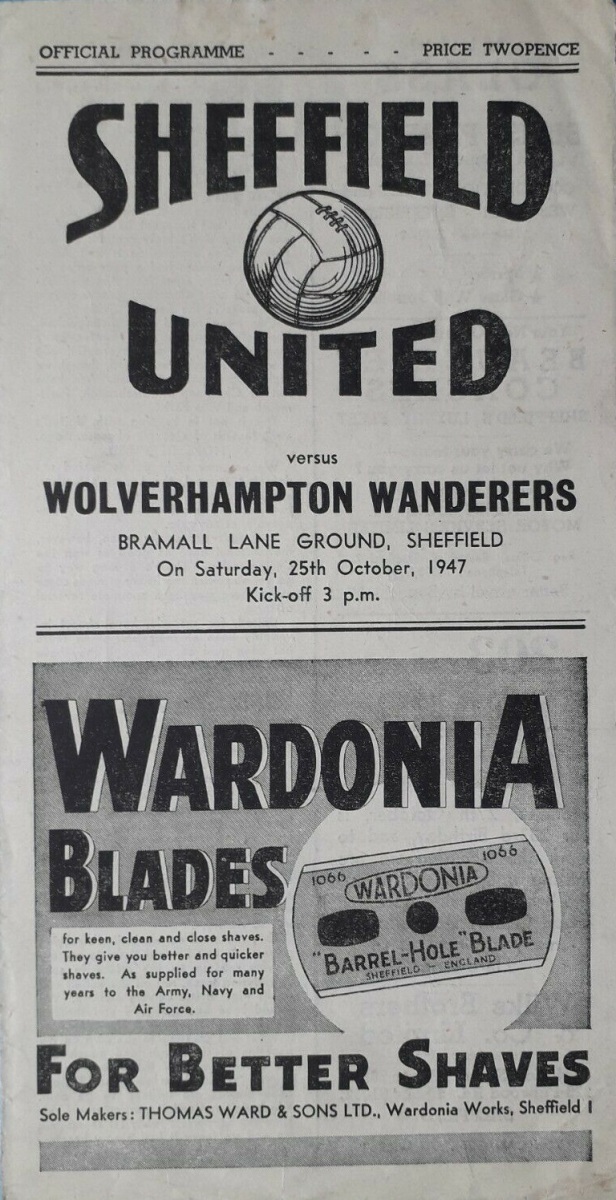 OFFICIAL PROGRAMME - - - - - PRICE TWOPENCE
SHEFFIELD
UNITED
versus
WOLVERHAMPTON WANDERERS
BRAMALL LANE GROUND, SHEFFIELD
On Saturday, 25th October, 1947
Kick-off 3 p.m.
WARDONIA
BLADES
1066 WARDONIA 1066
"BARREL-HOLE" BLADE
SHEFFIELD - ENGLAND
for keen, clean and close shaves.
They give you better and quicker
shaves. As supplied for many
years to the Army, Navy and
Air Force.
FOR BETTER SHAVES
Sole Makers: THOMAS WARD & SONS LTD., Wardonia Works, Sheffield 1